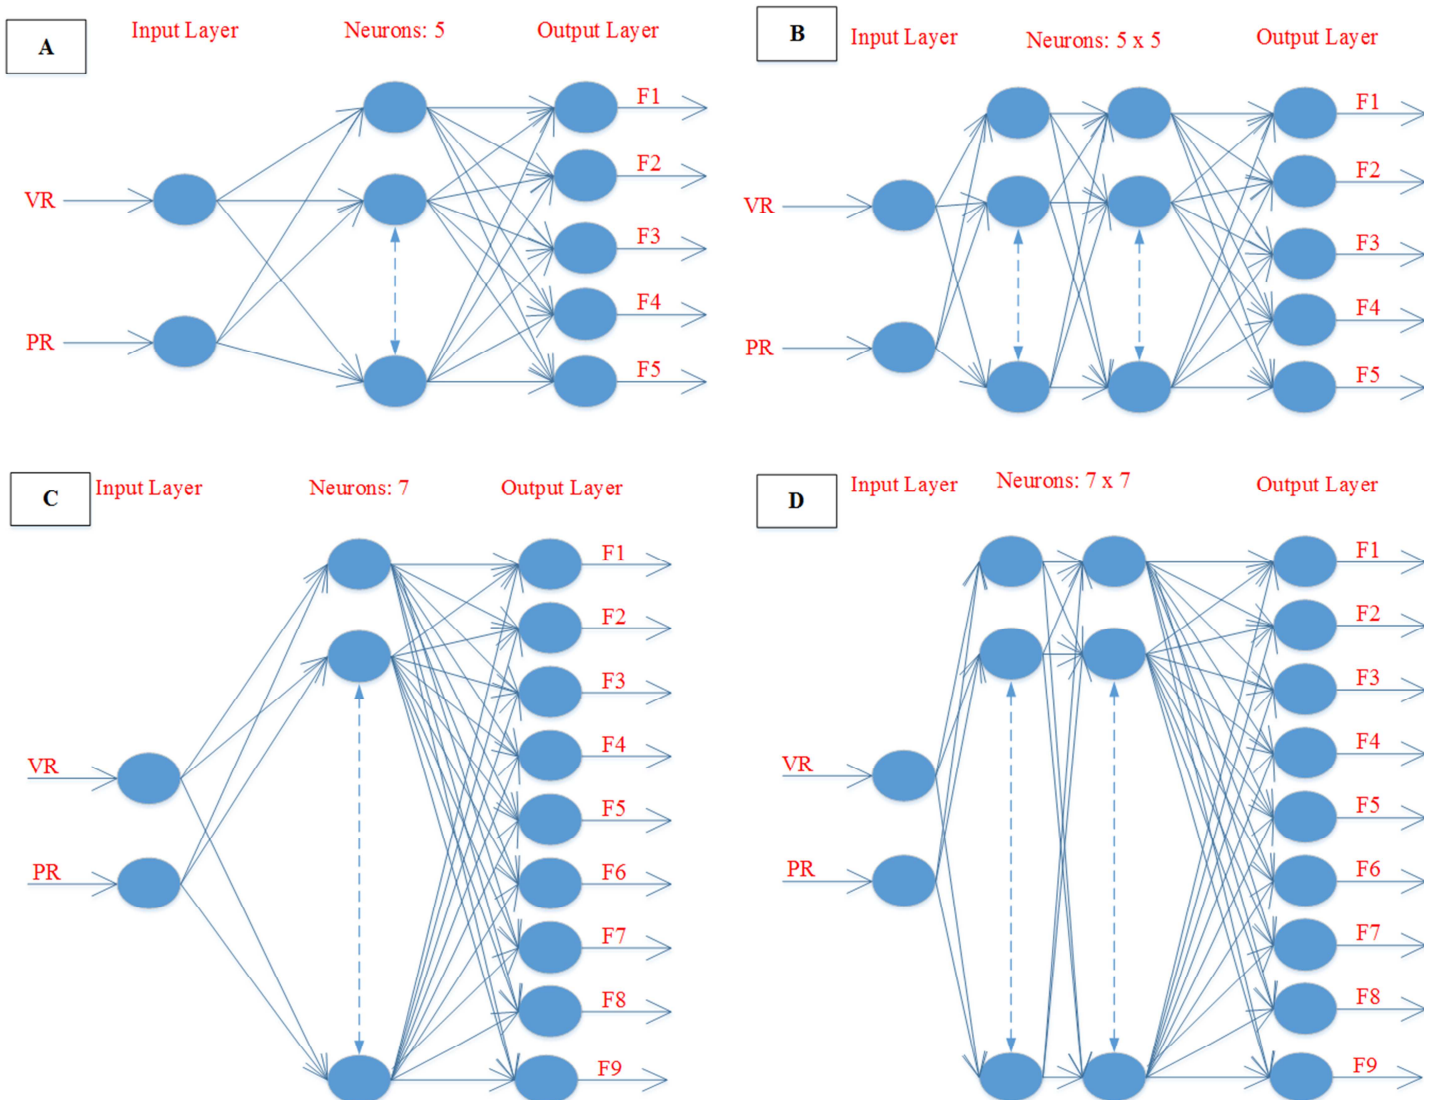 A
Input Layer
Neurons: 5
Output Layer
VR
PR
F1
F2
F3
F4
F5
B
Input Layer
Neurons: 5 x 5
Output Layer
VR
PR
F1
F2
F3
F4
F5
C
Input Layer
Neurons: 7
Output Layer
VR
PR
F1
F2
F3
F4
F5
F6
F7
F8
F9
D
Input Layer
Neurons: 7 x 7
Output Layer
VR
PR
F1
F2
F3
F4
F5
F6
F7
F8
F9